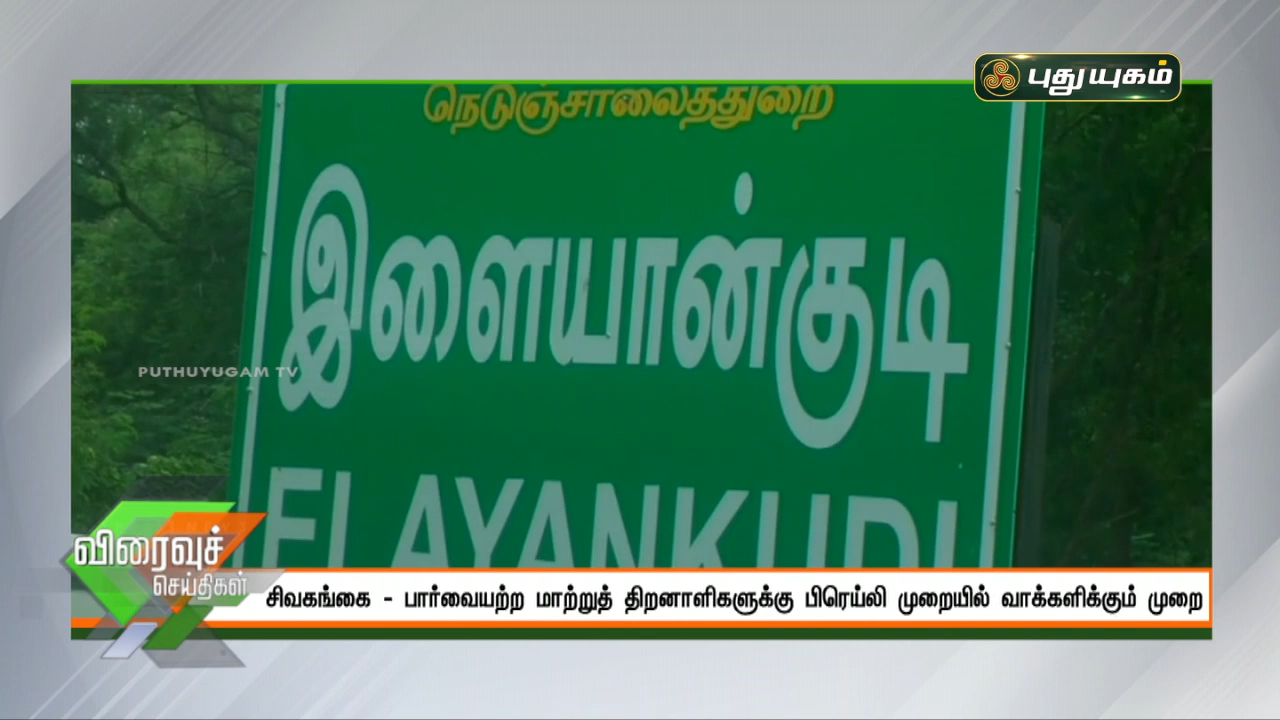 புதுயுகம்
நெடுஞ்சாலைத்துறை
இளையான்குடி
PUTHUYUGAM TV
ELAYANKUDI
விரைவுச்
செய்திகள்
சிவகங்கை - பார்வையற்ற மாற்றுத் திறனாளிகளுக்கு பிரெய்லி முறையில் வாக்களிக்கும் முறை